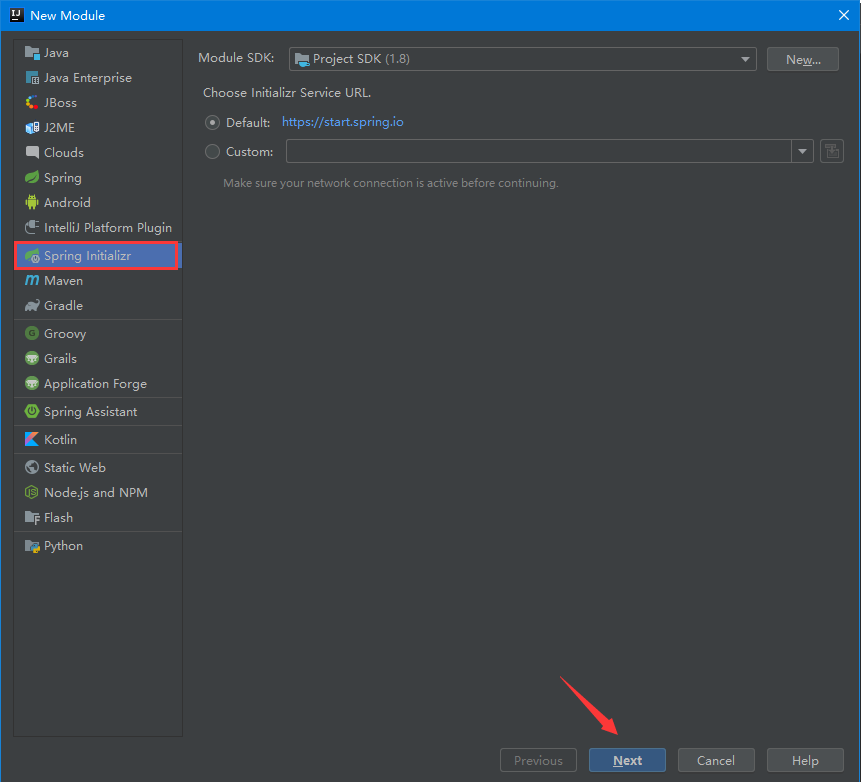 New Module
Java
Java Enterprise
JBoss
J2ME
Clouds
Spring
Android
IntelliJ Platform Plugin
Spring Initializr
Maven
Gradle
Groovy
Grails
Application Forge
Spring Assistant
Kotlin
Static Web
Node.js and NPM
Flash
Python
Module SDK: Project SDK (1.8) New...
Choose Initializr Service URL.
Default: https://start.spring.io
Custom:
Make sure your network connection is active before continuing.
Previous Next Cancel Help